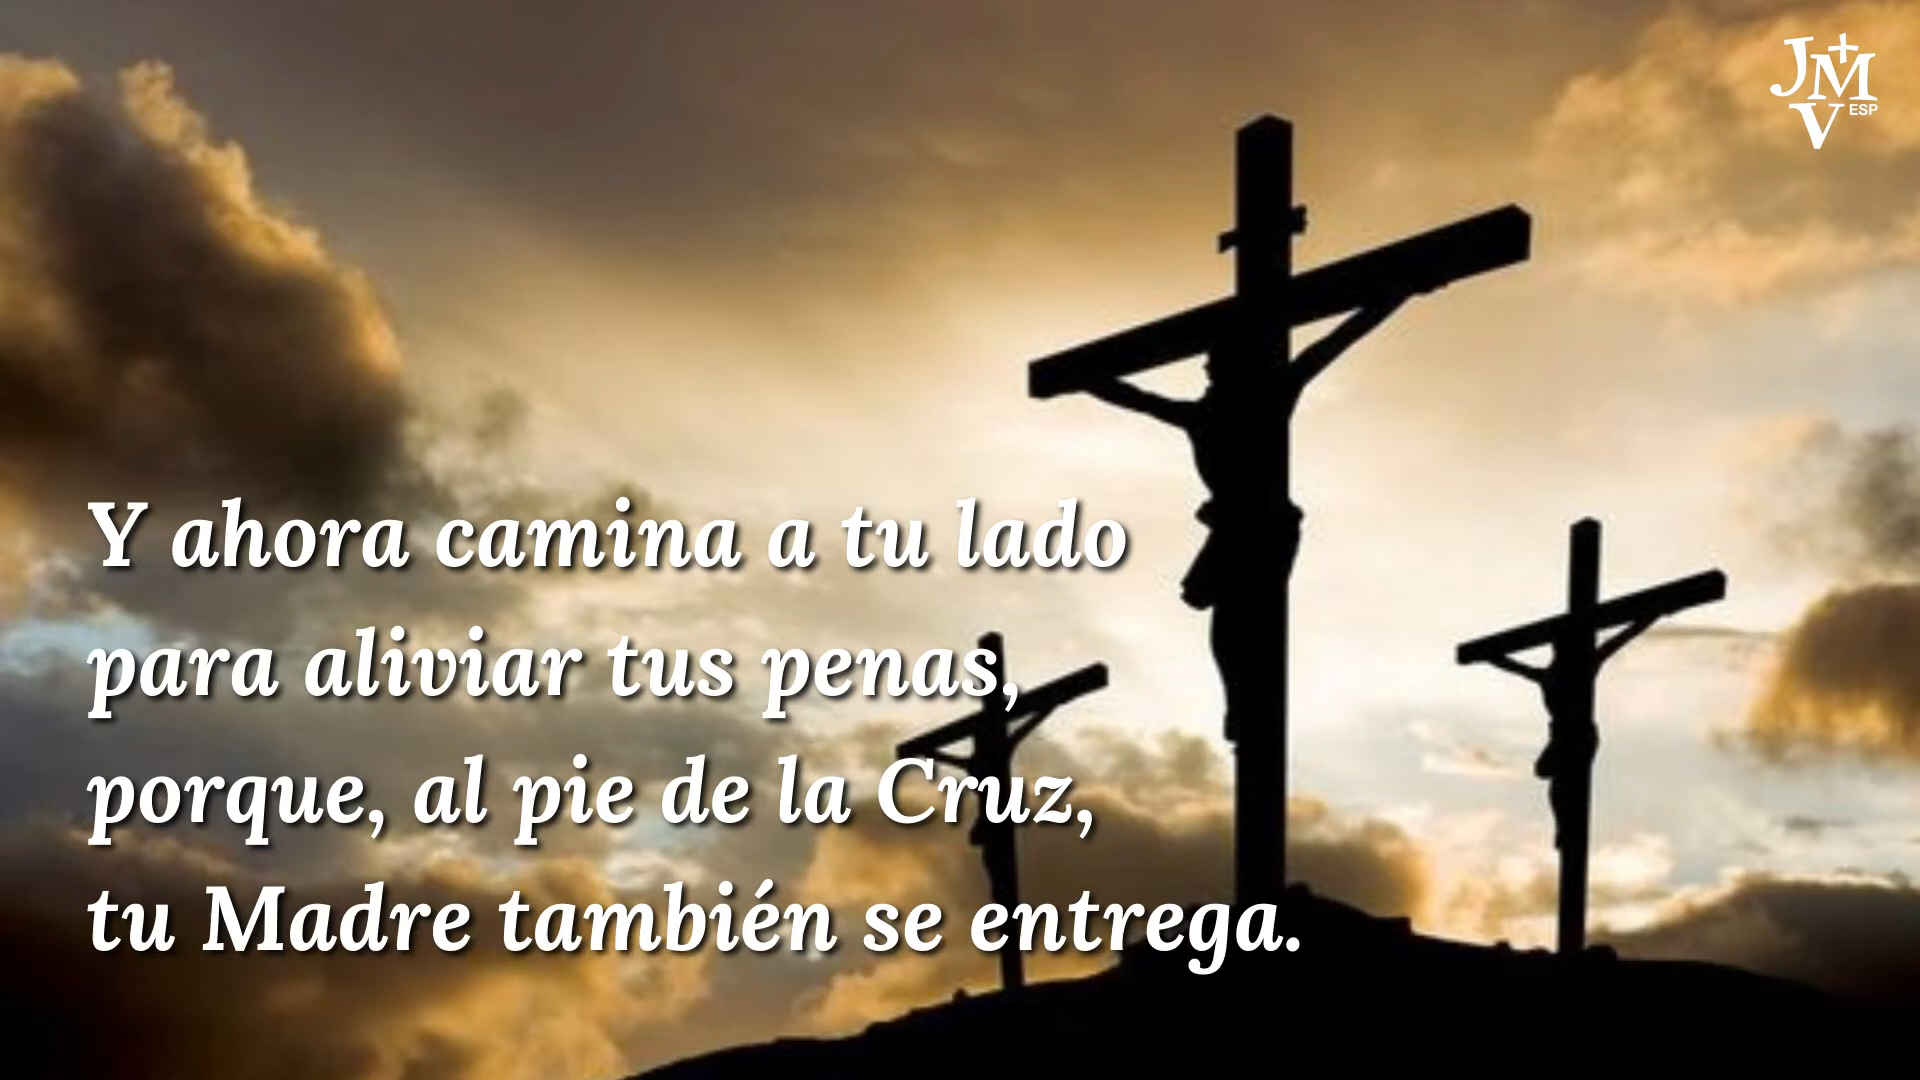 JMV
ESP
Y ahora camina a tu lado
para aliviar tus penas,
porque, al pie de la Cruz,
tu Madre también se entrega.